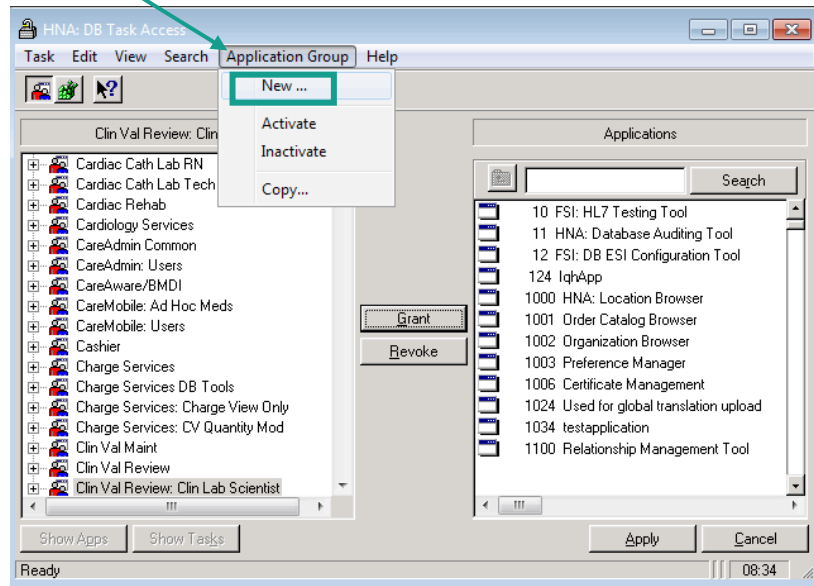 HNA: DB Task Access
Task Edit View Search Application Group Help
New ...
Activate
Inactivate
Copy...
Clin Val Review: Clin
Cardiac Cath Lab RN
Cardiac Cath Lab Tech
Cardiac Rehab
Cardiology Services
CareAdmin Common
CareAdmin: Users
CareAware/BMDI
CareMobile: Ad Hoc Meds
CareMobile: Users
Cashier
Charge Services
Charge Services DB Tools
Charge Services: Charge View Only
Charge Services: CV Quantity Mod
Clin Val Maint
Clin Val Review
Clin Val Review: Clin Lab Scientist
Show Apps Show Tasks
Grant
Revoke
Applications
Search
10 FSI: HL7 Testing Tool
11 HNA: Database Auditing Tool
12 FSI: DB ESI Configuration Tool
124 IqhApp
1000 HNA: Location Browser
1001 Order Catalog Browser
1002 Organization Browser
1003 Preference Manager
1006 Certificate Management
1024 Used for global translation upload
1034 testapplication
1100 Relationship Management Tool
Apply Cancel
Ready 08:34